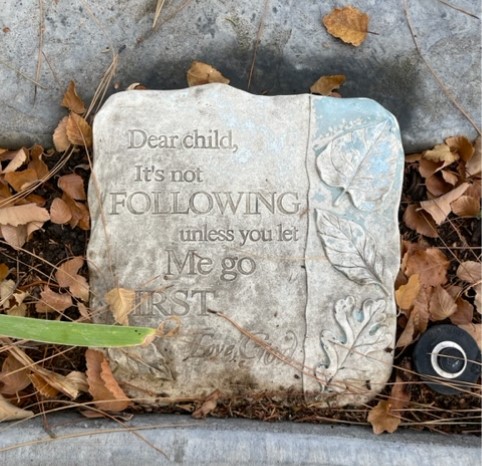 Dear child,
It's not
FOLLOWING
unless you let
Me go
FIRST
Love, God